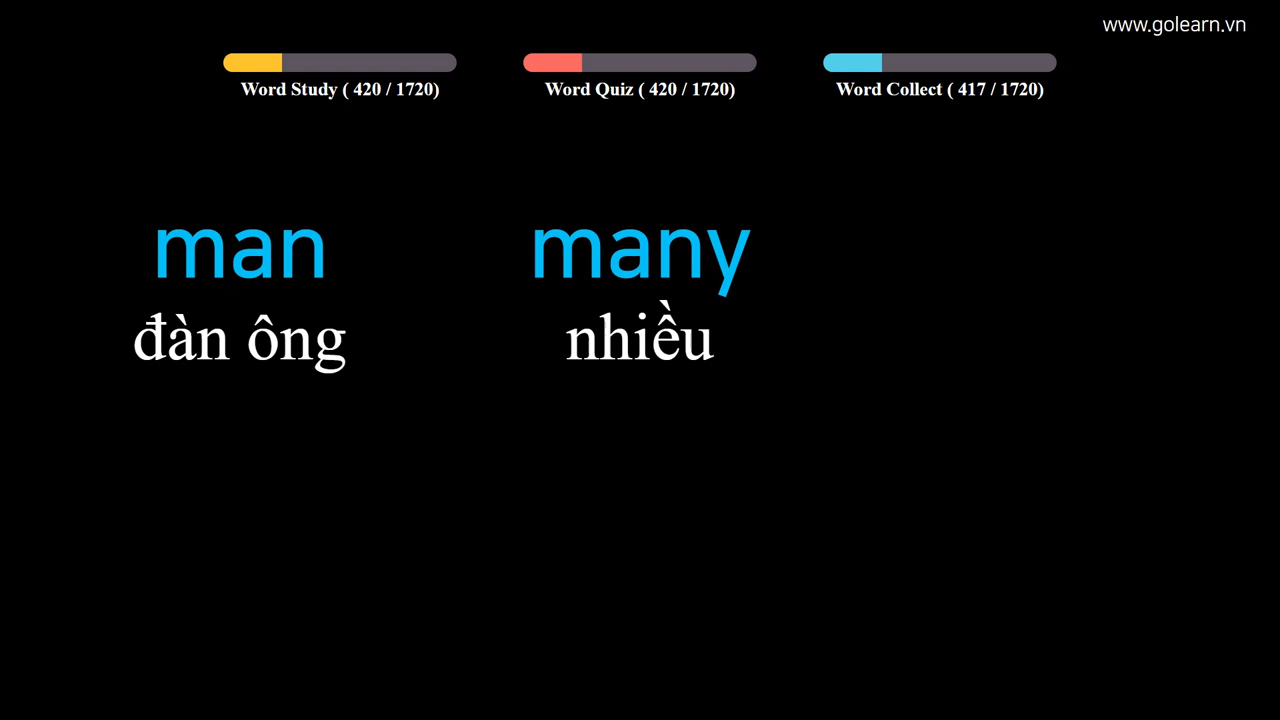 www.golearn.vn
Word Study ( 420 / 1720)
Word Quiz ( 420 / 1720)
Word Collect ( 417 / 1720)
man
many
đàn ông
nhiều